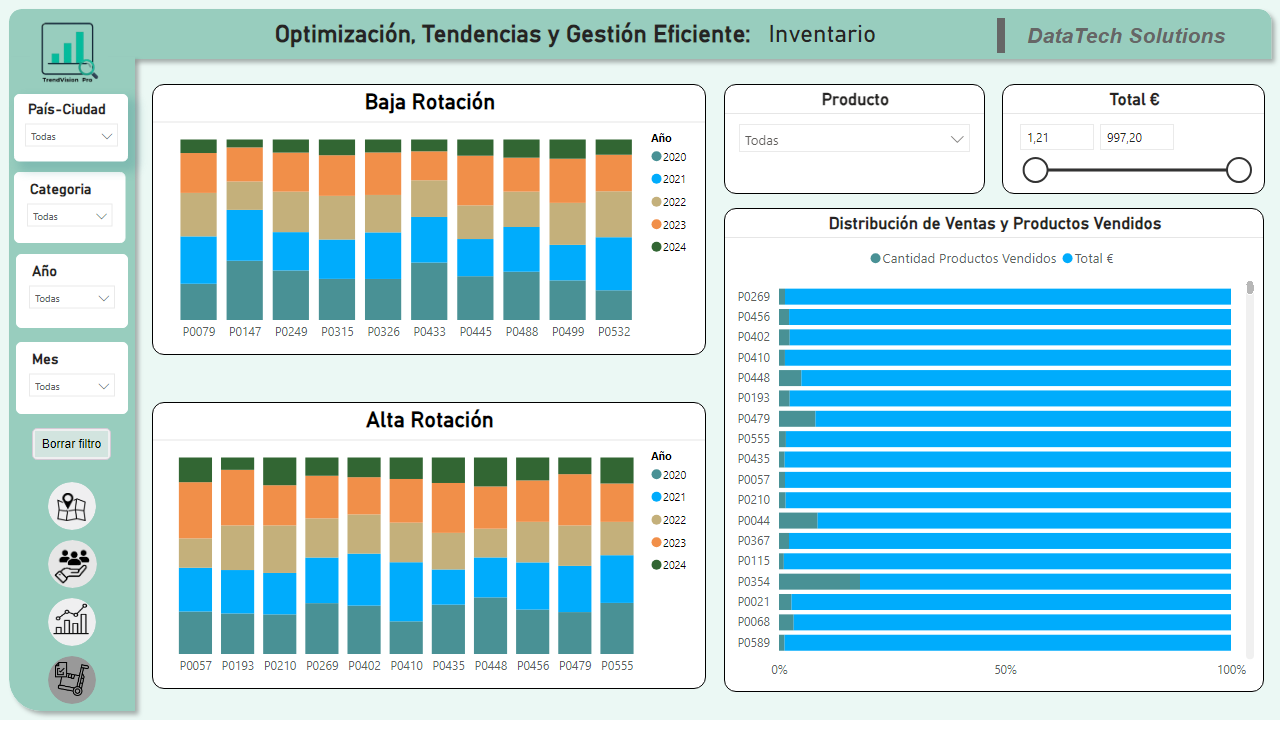 Optimización, Tendencias y Gestión Eficiente: Inventario
DataTech Solutions
TrendVision Pro
País-Ciudad
Todas
Categoria
Todas
Año
Todas
Mes
Todas
Borrar filtro
Baja Rotación
Año
2020
2021
2022
2023
2024
P0079 P0147 P0249 P0315 P0326 P0433 P0445 P0488 P0499 P0532
Alta Rotación
Año
2020
2021
2022
2023
2024
P0057 P0193 P0210 P0269 P0402 P0410 P0435 P0448 P0456 P0479 P0555
Producto
Todas
Total €
1,21 997,20
Distribución de Ventas y Productos Vendidos
Cantidad Productos Vendidos Total €
P0269
P0456
P0402
P0410
P0448
P0193
P0479
P0555
P0435
P0057
P0210
P0044
P0367
P0115
P0354
P0021
P0068
P0589
0% 50% 100%